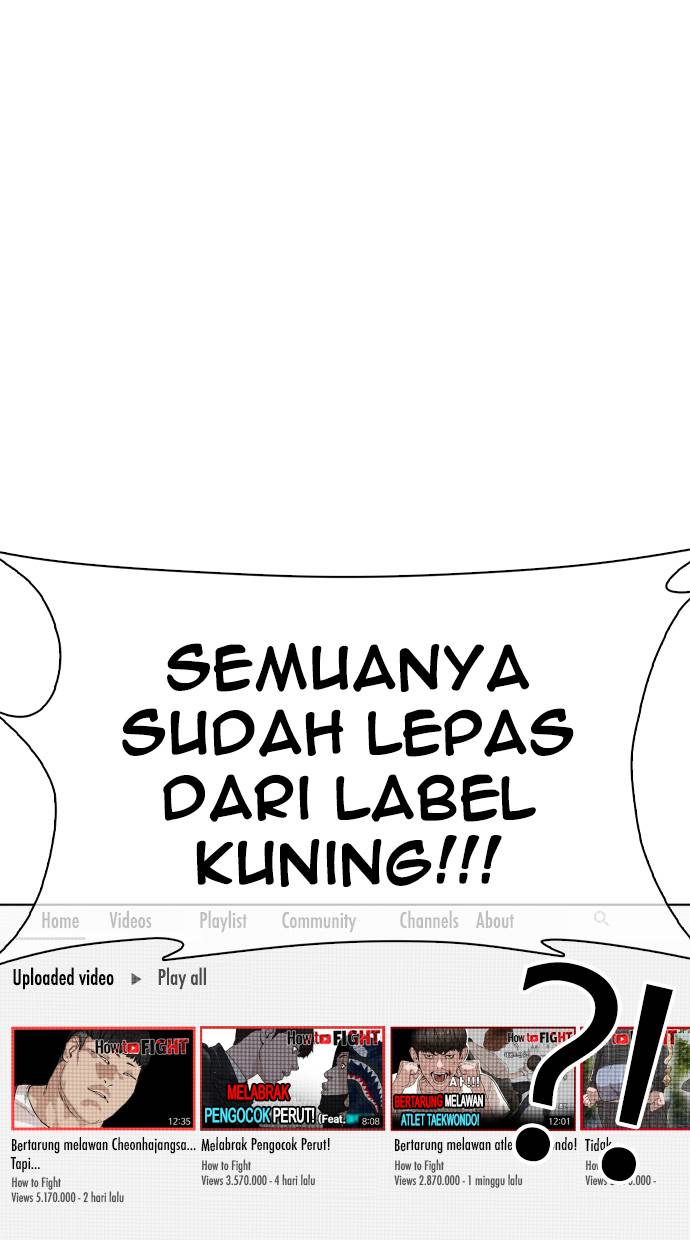 SEMUANYA
SUDAH LEPAS
DARI LABEL
KUNING!!!
Home Videos Playlist Community Channels About
Uploaded video ▶ Play all
?!
How to FIGHT
12:35
Bertarung melawan Cheonhajangsa...
Tapi...
How to Fight
Views 5.170.000 - 2 hari lalu
How to FIGHT
MELABRAK
PENGOCOK PERUT! (Feat.
8:08
Melabrak Pengocok Perut!
How to Fight
Views 3.570.000 - 4 hari lalu
How to FIGHT
BERTARUNG MELAWAN
ATLET TAEKWONDO!
12:01
Bertarung melawan
How to Fight
Views 2.870.000 - 1 minggu lalu
Tidak